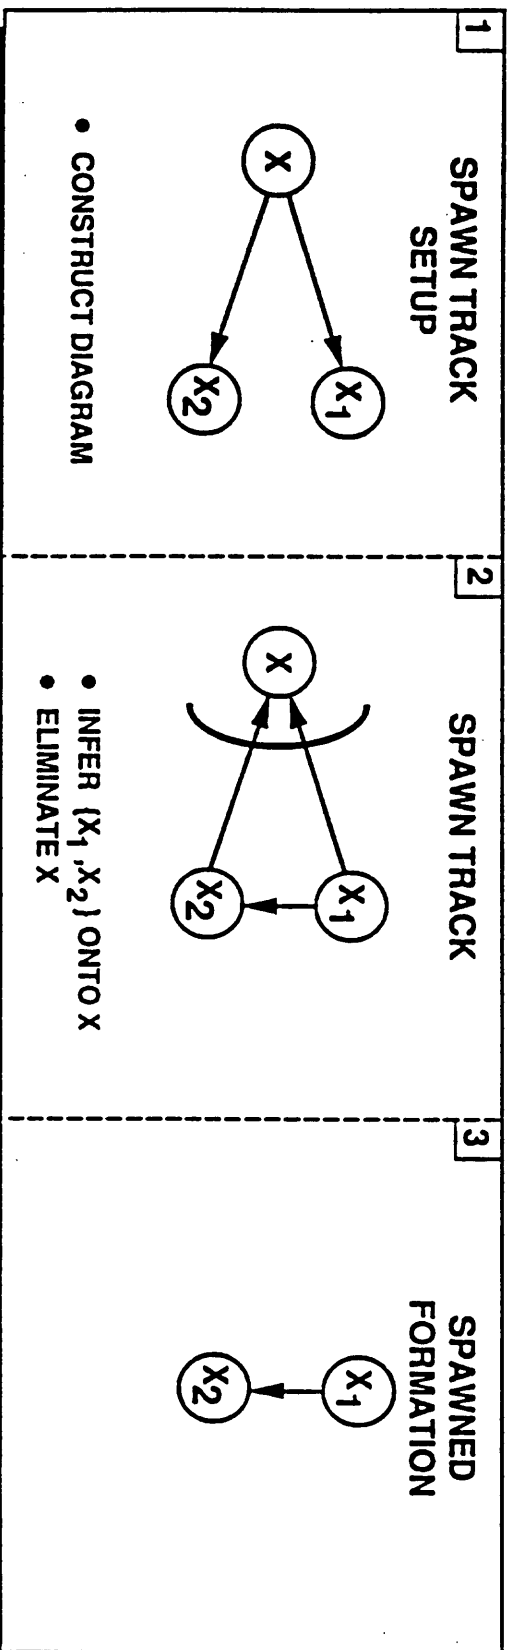 1
SPAWN TRACK
SETUP
X
X1
X2
• CONSTRUCT DIAGRAM
2
SPAWN TRACK
X
X1
X2
• INFER {X1,X2} ONTO X
• ELIMINATE X
3
SPAWNED
FORMATION
X1
X2